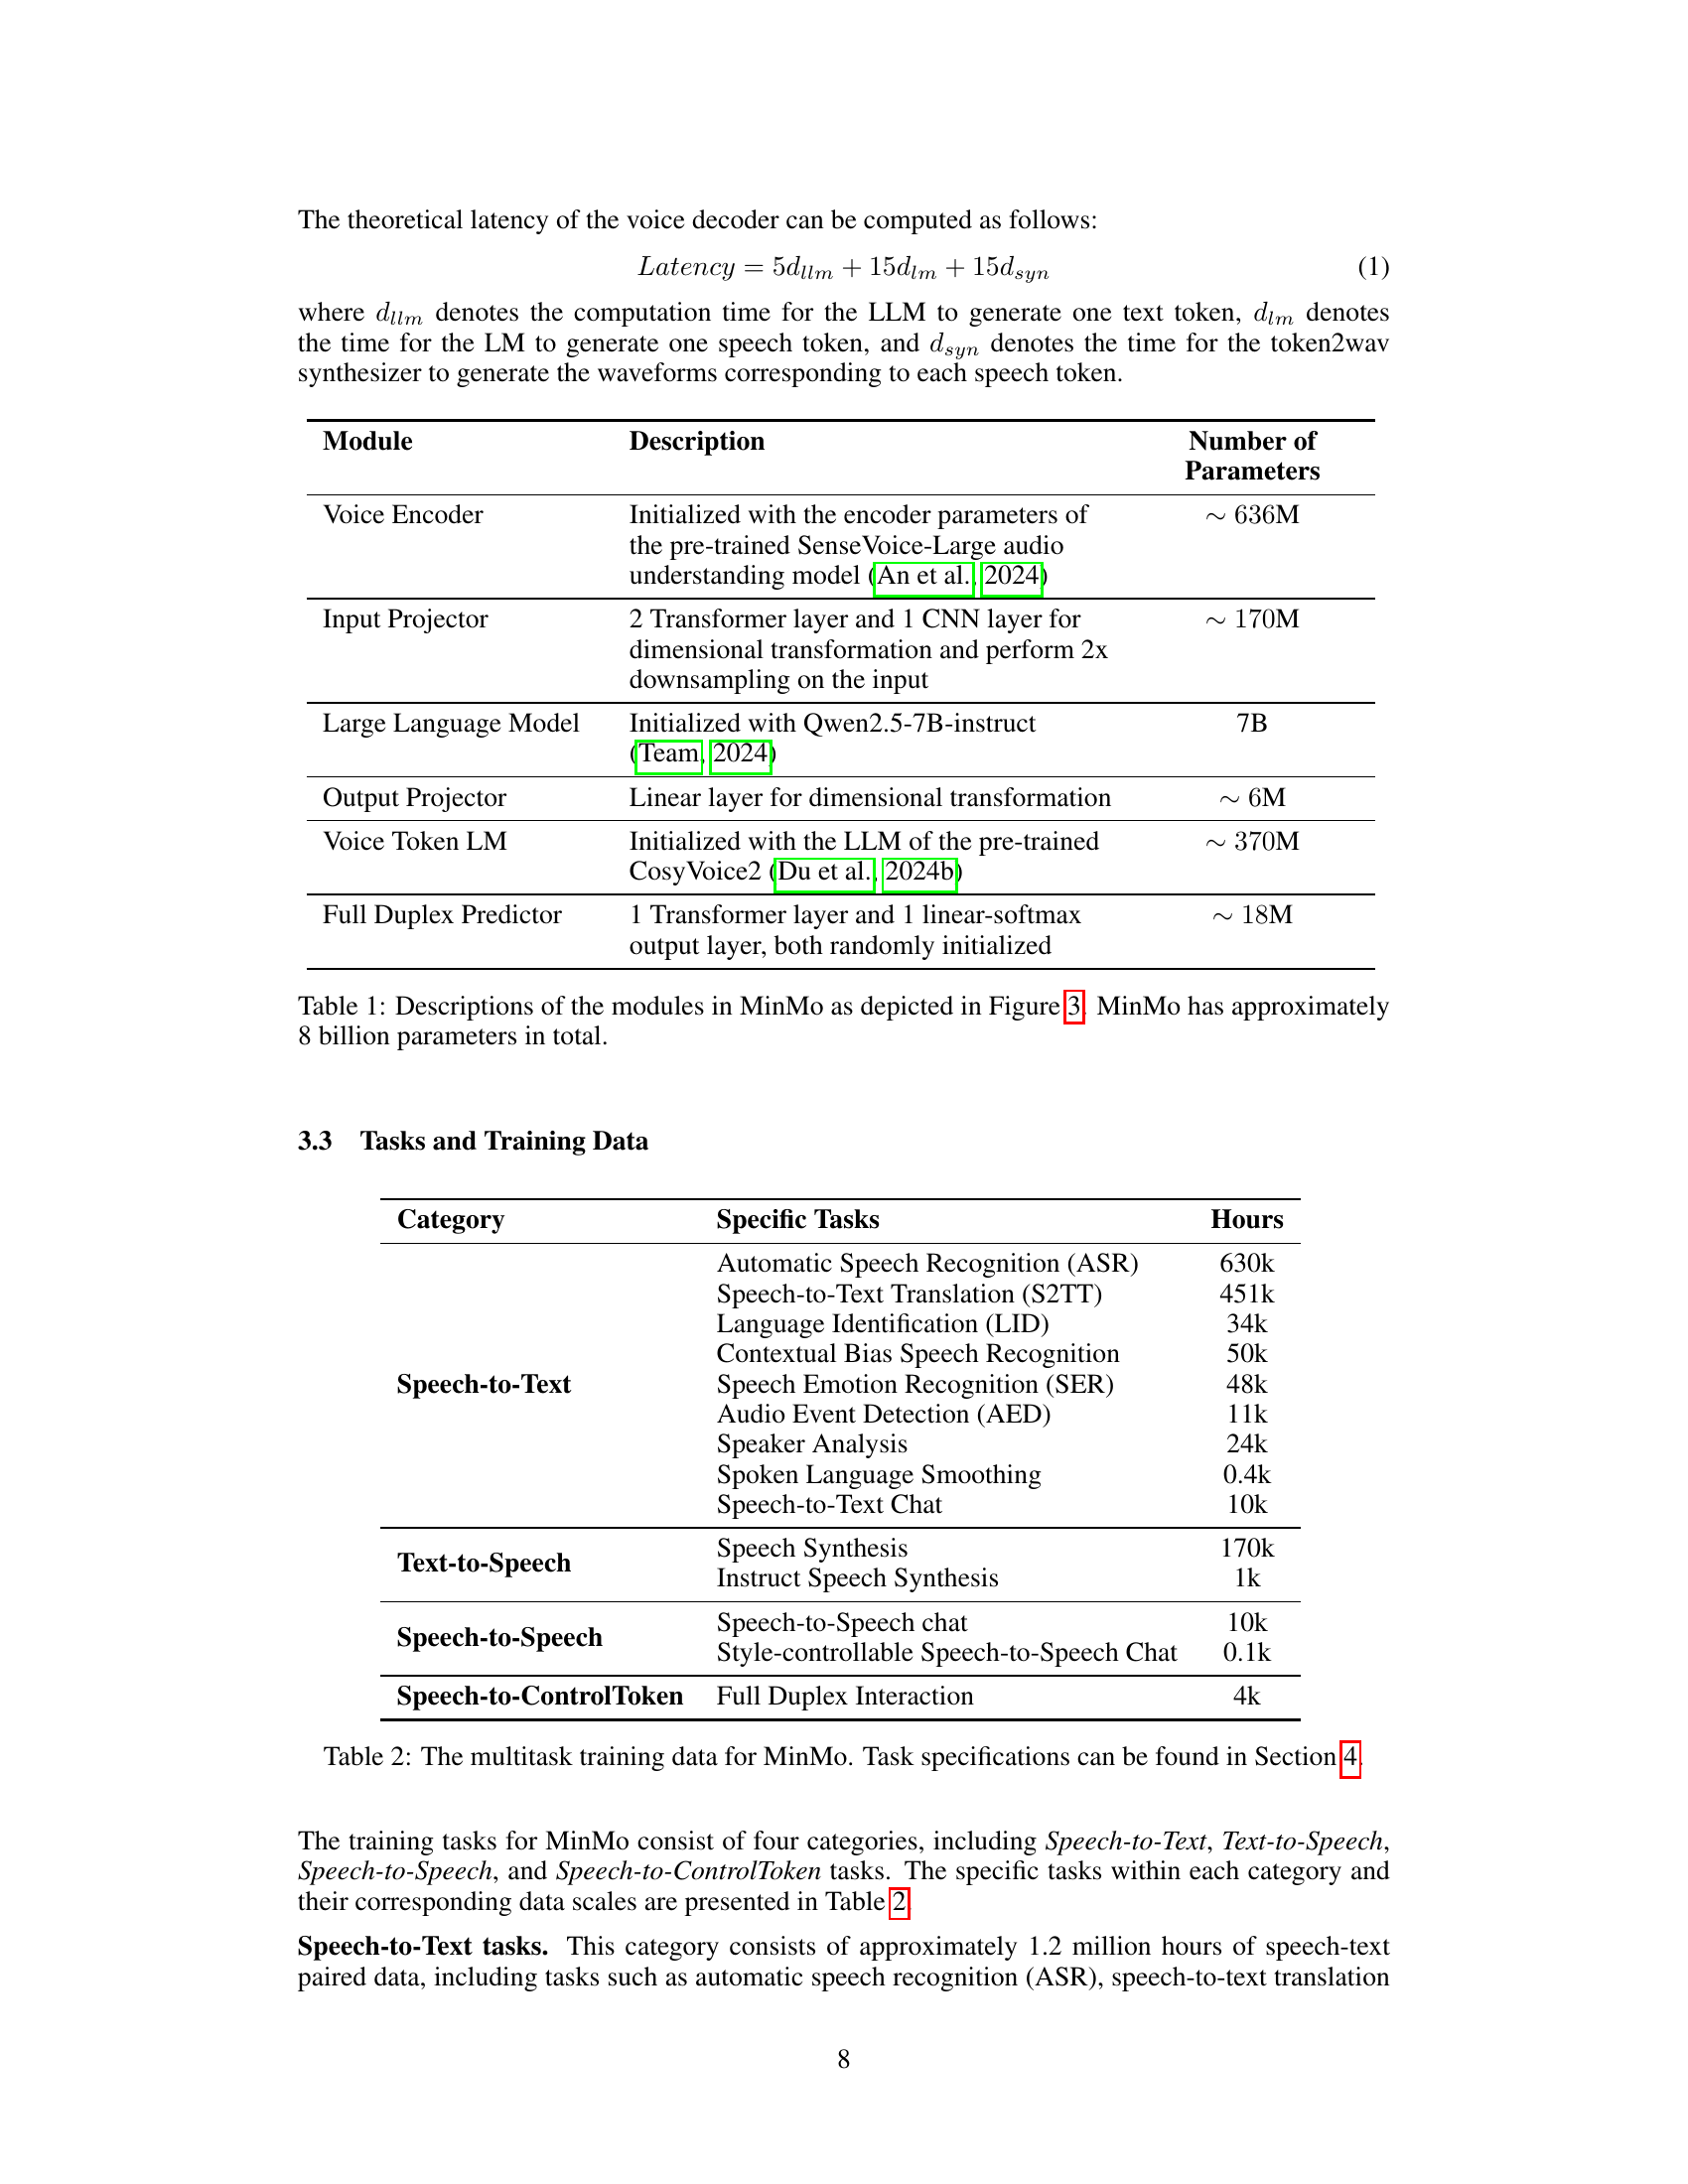 The theoretical latency of the voice decoder can be computed as follows:
Latency = 5d_llm + 15d_lm + 15d_syn (1)
where d_llm denotes the computation time for the LLM to generate one text token, d_lm denotes
the time for the LM to generate one speech token, and d_syn denotes the time for the token2wav
synthesizer to generate the waveforms corresponding to each speech token.
Module Description Number of
Parameters
Voice Encoder Initialized with the encoder parameters of ∼ 636M
the pre-trained SenseVoice-Large audio
understanding model (An et al., 2024)
Input Projector 2 Transformer layer and 1 CNN layer for ∼ 170M
dimensional transformation and perform 2x
downsampling on the input
Large Language Model Initialized with Qwen2.5-7B-instruct 7B
(Team, 2024)
Output Projector Linear layer for dimensional transformation ∼ 6M
Voice Token LM Initialized with the LLM of the pre-trained ∼ 370M
CosyVoice2 (Du et al., 2024b)
Full Duplex Predictor 1 Transformer layer and 1 linear-softmax ∼ 18M
output layer, both randomly initialized
Table 1: Descriptions of the modules in MinMo as depicted in Figure 3. MinMo has approximately
8 billion parameters in total.
3.3 Tasks and Training Data
Category Specific Tasks Hours
Automatic Speech Recognition (ASR) 630k
Speech-to-Text Translation (S2TT) 451k
Language Identification (LID) 34k
Contextual Bias Speech Recognition 50k
Speech-to-Text Speech Emotion Recognition (SER) 48k
Audio Event Detection (AED) 11k
Speaker Analysis 24k
Spoken Language Smoothing 0.4k
Speech-to-Text Chat 10k
Text-to-Speech Speech Synthesis 170k
Instruct Speech Synthesis 1k
Speech-to-Speech Speech-to-Speech chat 10k
Style-controllable Speech-to-Speech Chat 0.1k
Speech-to-ControlToken Full Duplex Interaction 4k
Table 2: The multitask training data for MinMo. Task specifications can be found in Section 4.
The training tasks for MinMo consist of four categories, including Speech-to-Text, Text-to-Speech,
Speech-to-Speech, and Speech-to-ControlToken tasks. The specific tasks within each category and
their corresponding data scales are presented in Table 2.
Speech-to-Text tasks. This category consists of approximately 1.2 million hours of speech-text
paired data, including tasks such as automatic speech recognition (ASR), speech-to-text translation
8